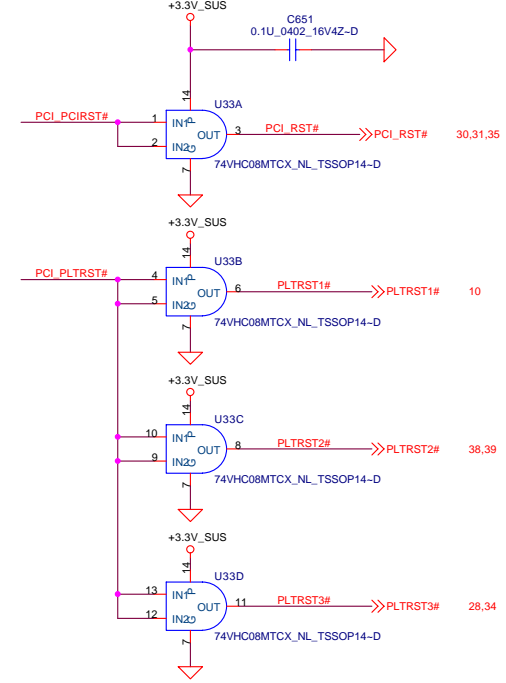 +3.3V_SUS
C651
0.1U_0402_16V4Z~D
14
U33A
PCI_PCIRST# 1 IN1 P
OUT 3 PCI_RST# PCI_RST# 30,31,35
2 IN2 G
7
74VHC08MTCX_NL_TSSOP14~D
+3.3V_SUS
14
U33B
PCI_PLTRST# 4 IN1 P
OUT 6 PLTRST1# PLTRST1# 10
5 IN2 G
7
74VHC08MTCX_NL_TSSOP14~D
+3.3V_SUS
14
U33C
10 IN1 P
OUT 8 PLTRST2# PLTRST2# 38,39
9 IN2 G
7
74VHC08MTCX_NL_TSSOP14~D
+3.3V_SUS
14
U33D
13 IN1 P
OUT 11 PLTRST3# PLTRST3# 28,34
12 IN2 G
7
74VHC08MTCX_NL_TSSOP14~D